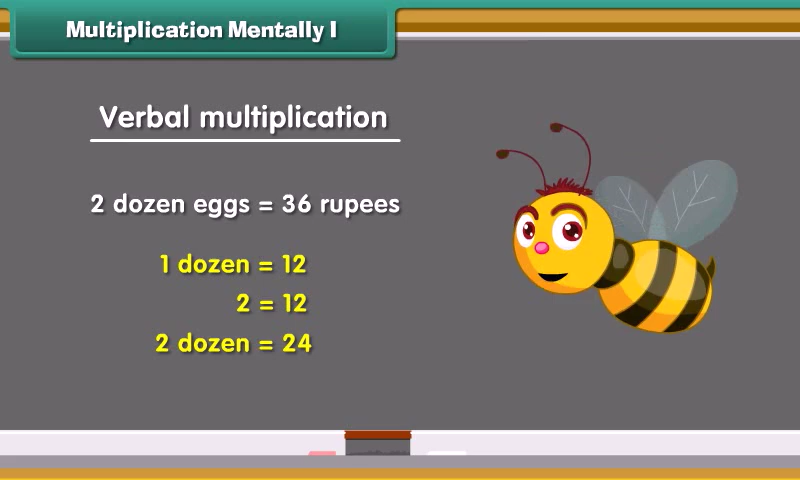 Multiplication Mentally I
Verbal multiplication
2 dozen eggs = 36 rupees
1 dozen = 12
2 = 12
2 dozen = 24